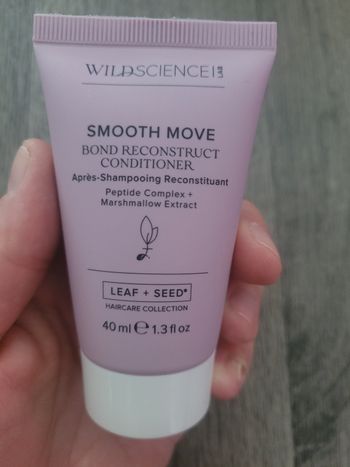 WILDSCIENCE|LAB
SMOOTH MOVE
BOND RECONSTRUCT
CONDITIONER
Après-Shampooing Reconstituant
Peptide Complex +
Marshmallow Extract
LEAF + SEED*
HAIRCARE COLLECTION
40 ml ℮ 1.3 fl oz